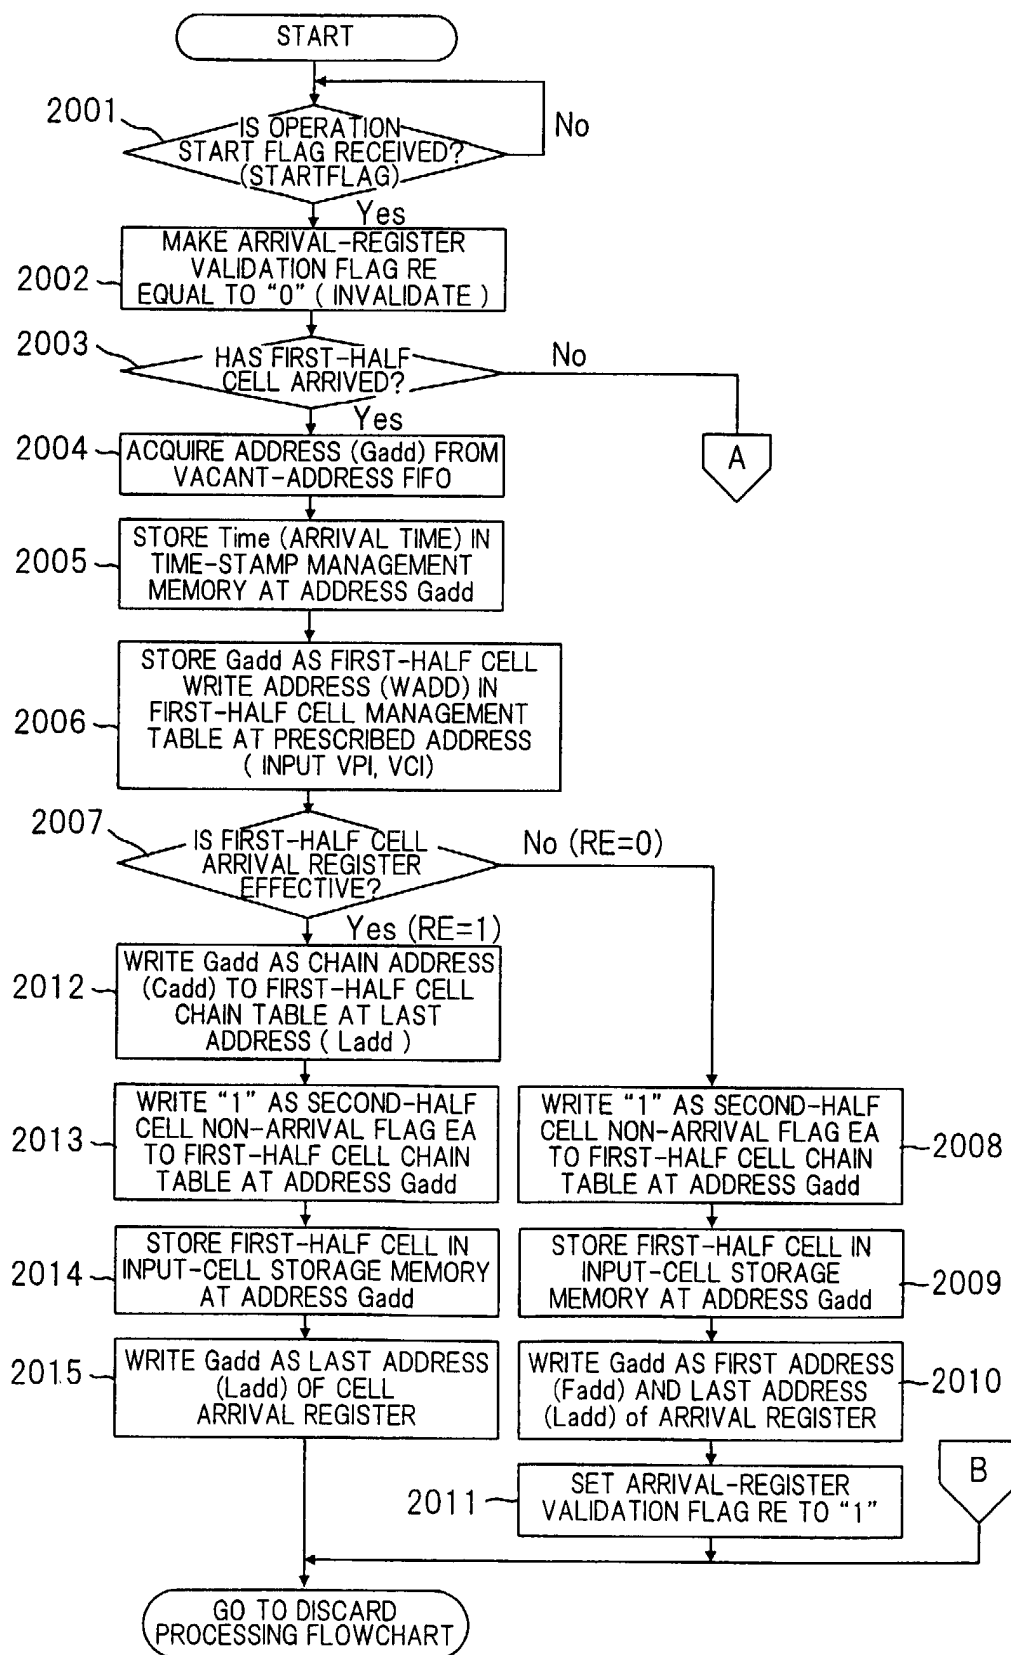 START
2001
IS OPERATION
START FLAG RECEIVED?
(STARTFLAG)
No
Yes
2002
MAKE ARRIVAL-REGISTER
VALIDATION FLAG RE
EQUAL TO “0” ( INVALIDATE )
2003
HAS FIRST-HALF
CELL ARRIVED?
No
Yes
A
2004
ACQUIRE ADDRESS (Gadd) FROM
VACANT-ADDRESS FIFO
2005
STORE Time (ARRIVAL TIME) IN
TIME-STAMP MANAGEMENT
MEMORY AT ADDRESS Gadd
2006
STORE Gadd AS FIRST-HALF CELL
WRITE ADDRESS (WADD) IN
FIRST-HALF CELL MANAGEMENT
TABLE AT PRESCRIBED ADDRESS
( INPUT VPI, VCI)
2007
IS FIRST-HALF CELL
ARRIVAL REGISTER
EFFECTIVE?
No (RE=0)
Yes (RE=1)
2012
WRITE Gadd AS CHAIN ADDRESS
(Cadd) TO FIRST-HALF CELL
CHAIN TABLE AT LAST
ADDRESS ( Ladd )
2013
WRITE “1” AS SECOND-HALF
CELL NON-ARRIVAL FLAG EA
TO FIRST-HALF CELL CHAIN
TABLE AT ADDRESS Gadd
WRITE “1” AS SECOND-HALF
CELL NON-ARRIVAL FLAG EA
TO FIRST-HALF CELL CHAIN
TABLE AT ADDRESS Gadd
2008
2014
STORE FIRST-HALF CELL IN
INPUT-CELL STORAGE MEMORY
AT ADDRESS Gadd
STORE FIRST-HALF CELL IN
INPUT-CELL STORAGE
MEMORY AT ADDRESS Gadd
2009
2015
WRITE Gadd AS LAST ADDRESS
(Ladd) OF CELL
ARRIVAL REGISTER
WRITE Gadd AS FIRST ADDRESS
(Fadd) AND LAST ADDRESS
(Ladd) of ARRIVAL REGISTER
2010
B
2011
SET ARRIVAL-REGISTER
VALIDATION FLAG RE TO “1”
GO TO DISCARD
PROCESSING FLOWCHART